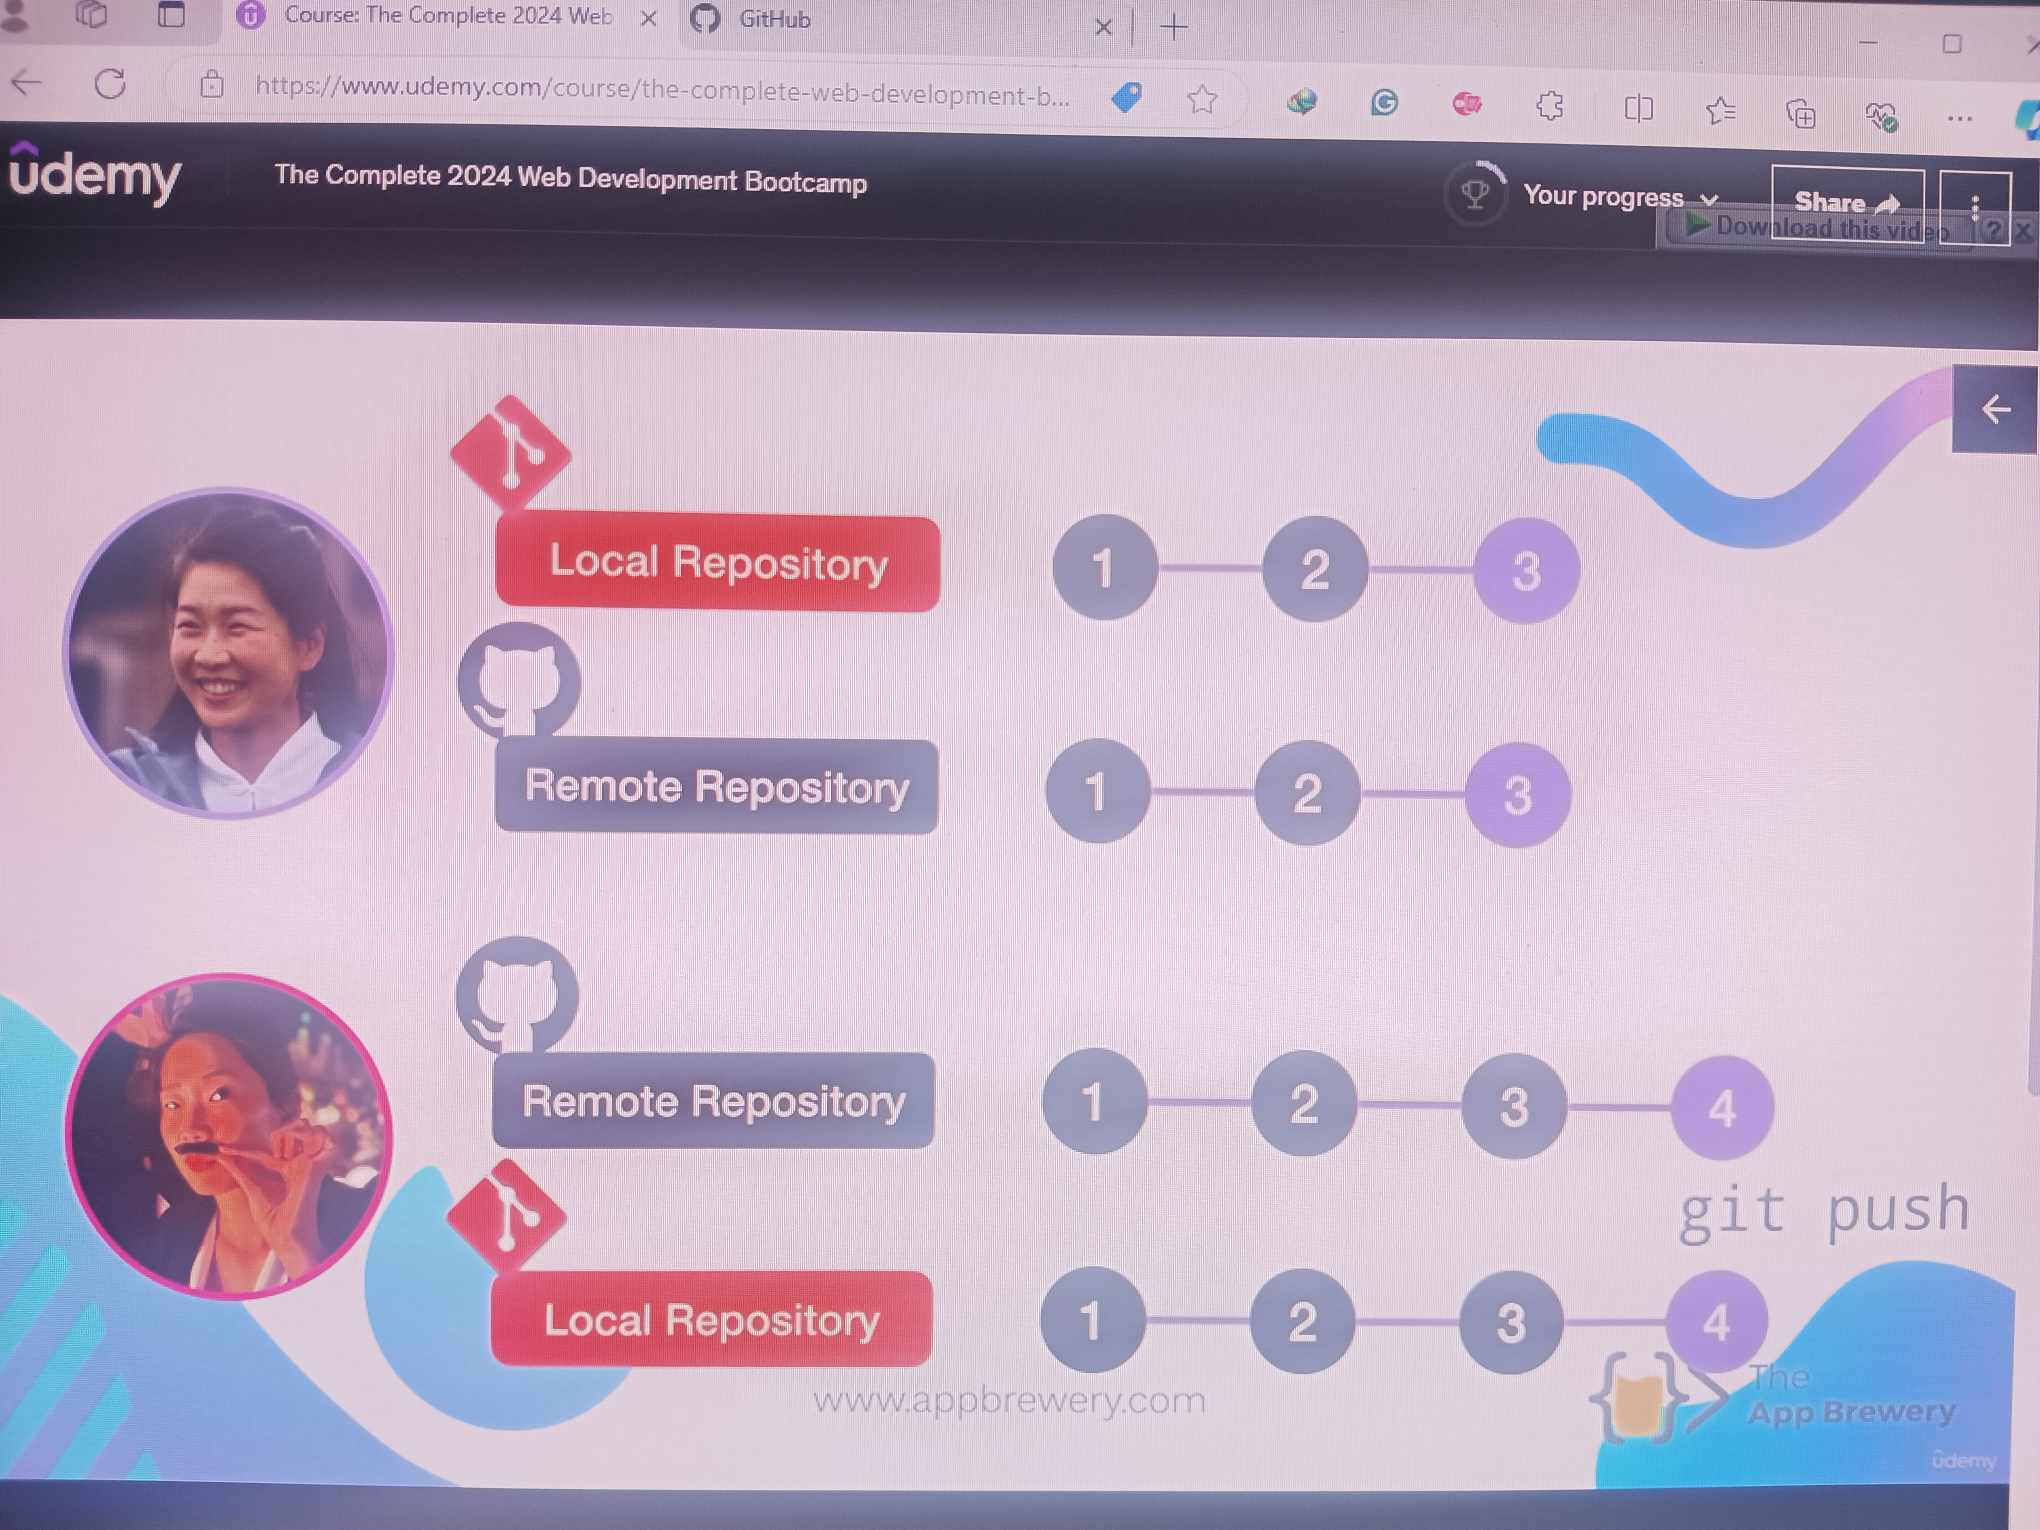 Course: The Complete 2024 Web
GitHub
https://www.udemy.com/course/the-complete-web-development-b...
udemy
The Complete 2024 Web Development Bootcamp
Your progress
Share
Download this video
? X
Local Repository
1 2 3
Remote Repository
1 2 3
Remote Repository
1 2 3 4
git push
Local Repository
1 2 3 4
www.appbrewery.com
The
App Brewery
udemy